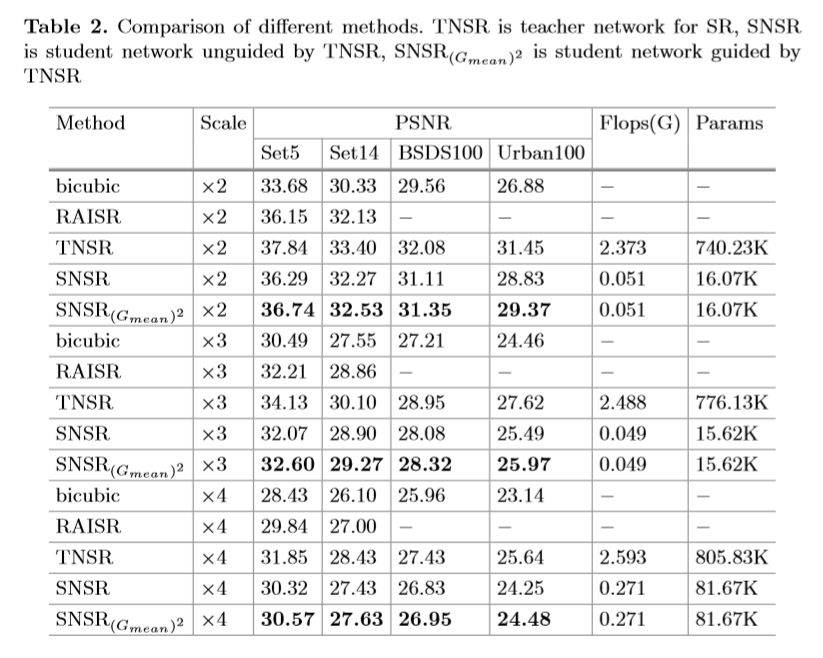 Table 2. Comparison of different methods. TNSR is teacher network for SR, SNSR
is student network unguided by TNSR, SNSR(Gmean)2 is student network guided by
TNSR
Method Scale PSNR Flops(G) Params
Set5 Set14 BSDS100 Urban100
bicubic ×2 33.68 30.33 29.56 26.88 — —
RAISR ×2 36.15 32.13 — — — —
TNSR ×2 37.84 33.40 32.08 31.45 2.373 740.23K
SNSR ×2 36.29 32.27 31.11 28.83 0.051 16.07K
SNSR(Gmean)2 ×2 36.74 32.53 31.35 29.37 0.051 16.07K
bicubic ×3 30.49 27.55 27.21 24.46 — —
RAISR ×3 32.21 28.86 — — — —
TNSR ×3 34.13 30.10 28.95 27.62 2.488 776.13K
SNSR ×3 32.07 28.90 28.08 25.49 0.049 15.62K
SNSR(Gmean)2 ×3 32.60 29.27 28.32 25.97 0.049 15.62K
bicubic ×4 28.43 26.10 25.96 23.14 — —
RAISR ×4 29.84 27.00 — — — —
TNSR ×4 31.85 28.43 27.43 25.64 2.593 805.83K
SNSR ×4 30.32 27.43 26.83 24.25 0.271 81.67K
SNSR(Gmean)2 ×4 30.57 27.63 26.95 24.48 0.271 81.67K